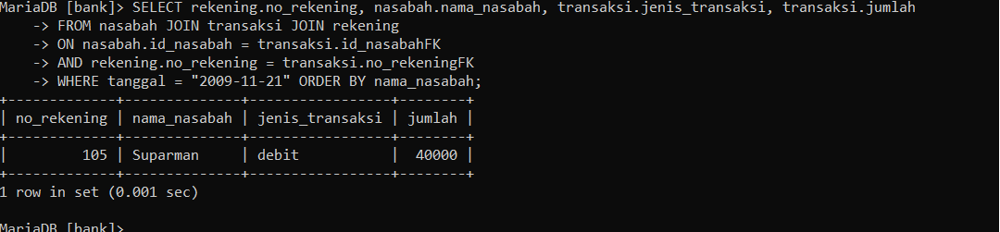 MariaDB [bank]> SELECT rekening.no_rekening, nasabah.nama_nasabah, transaksi.jenis_transaksi, transaksi.jumlah
    -> FROM nasabah JOIN transaksi JOIN rekening
    -> ON nasabah.id_nasabah = transaksi.id_nasabahFK
    -> AND rekening.no_rekening = transaksi.no_rekeningFK
    -> WHERE tanggal = "2009-11-21" ORDER BY nama_nasabah;
+-------------+--------------+-----------------+--------+
| no_rekening | nama_nasabah | jenis_transaksi | jumlah |
+-------------+--------------+-----------------+--------+
|         105 | Suparman     | debit           |  40000 |
+-------------+--------------+-----------------+--------+
1 row in set (0.001 sec)
MariaDB [bank]>